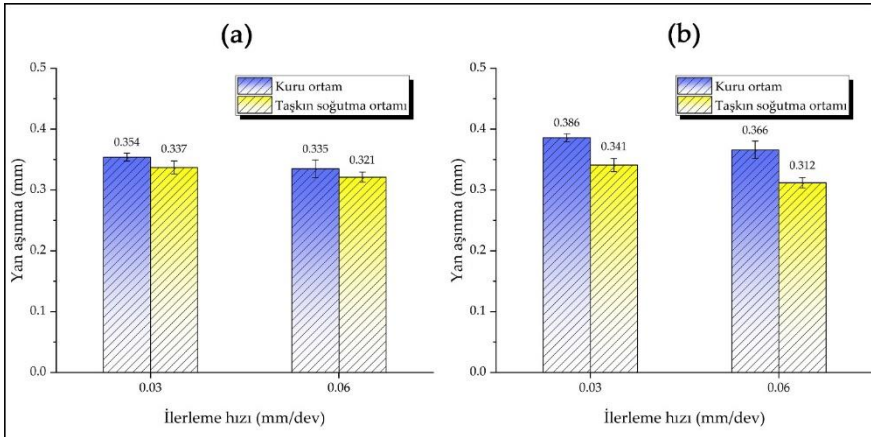 (a)
0.5
0.4
0.3
0.2
0.1
0.0
Yan aşınma (mm)
Kuru ortam
Taşkın soğutma ortamı
0.354
0.337
0.335
0.321
0.03
0.06
İlerleme hızı (mm/dev)
(b)
0.5
0.4
0.3
0.2
0.1
0.0
Yan aşınma (mm)
Kuru ortam
Taşkın soğutma ortamı
0.386
0.341
0.366
0.312
0.03
0.06
İlerleme hızı (mm/dev)